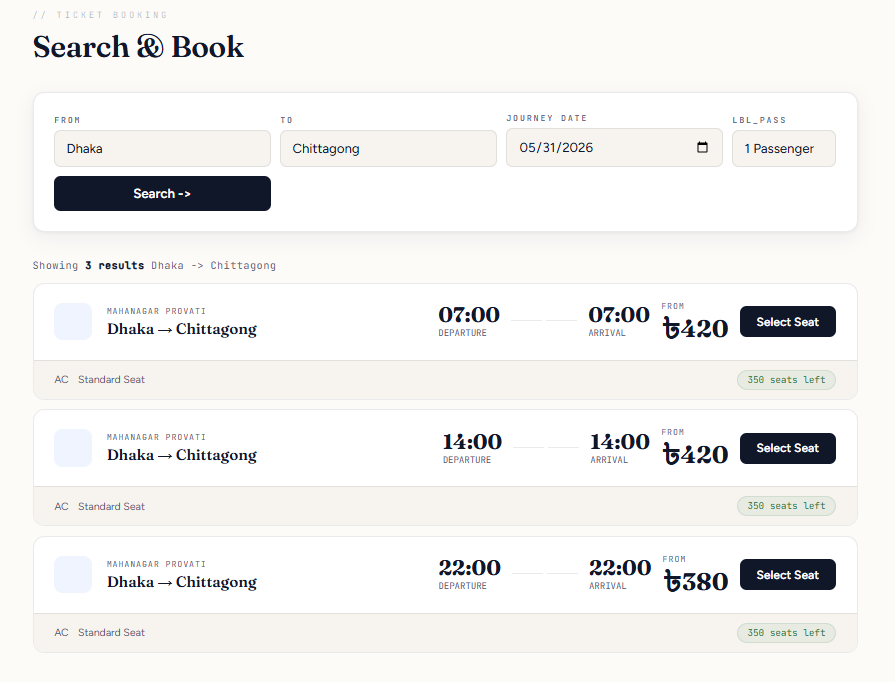 // TICKET BOOKING
Search & Book
FROM TO JOURNEY DATE LBL_PASS
Dhaka Chittagong 05/31/2026 1 Passenger
Search ->
Showing 3 results Dhaka -> Chittagong
MAHANAGAR PROVATI
Dhaka → Chittagong
07:00 07:00 FROM
DEPARTURE ARRIVAL ৳420 Select Seat
AC Standard Seat 350 seats left
MAHANAGAR PROVATI
Dhaka → Chittagong
14:00 14:00 FROM
DEPARTURE ARRIVAL ৳420 Select Seat
AC Standard Seat 350 seats left
MAHANAGAR PROVATI
Dhaka → Chittagong
22:00 22:00 FROM
DEPARTURE ARRIVAL ৳380 Select Seat
AC Standard Seat 350 seats left